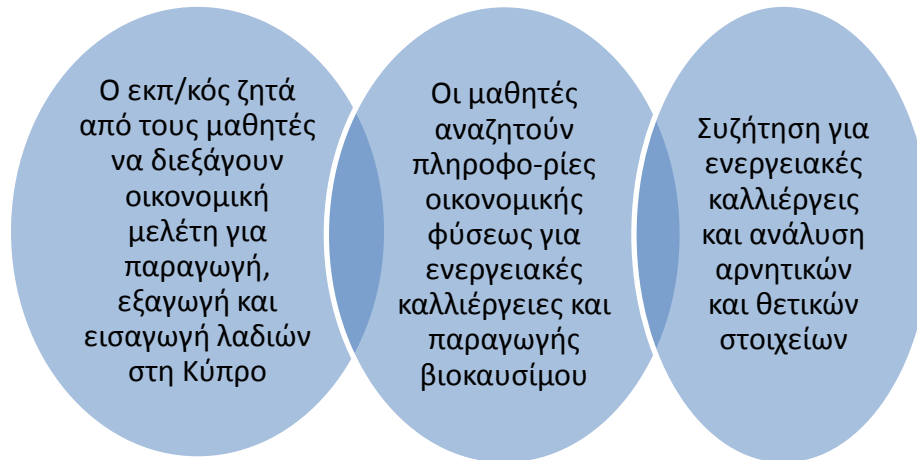 Ο εκπ/κός ζητά
από τους μαθητές
να διεξάγουν
οικονομική
μελέτη για
παραγωγή,
εξαγωγή και
εισαγωγή λαδιών
στη Κύπρο
Οι μαθητές
αναζητούν
πληροφο-ρίες
οικονομικής
φύσεως για
ενεργειακές
καλλιέργειες και
παραγωγής
βιοκαυσίμου
Συζήτηση για
ενεργειακές
καλλιέργεις
και ανάλυση
αρνητικών
και θετικών
στοιχείων